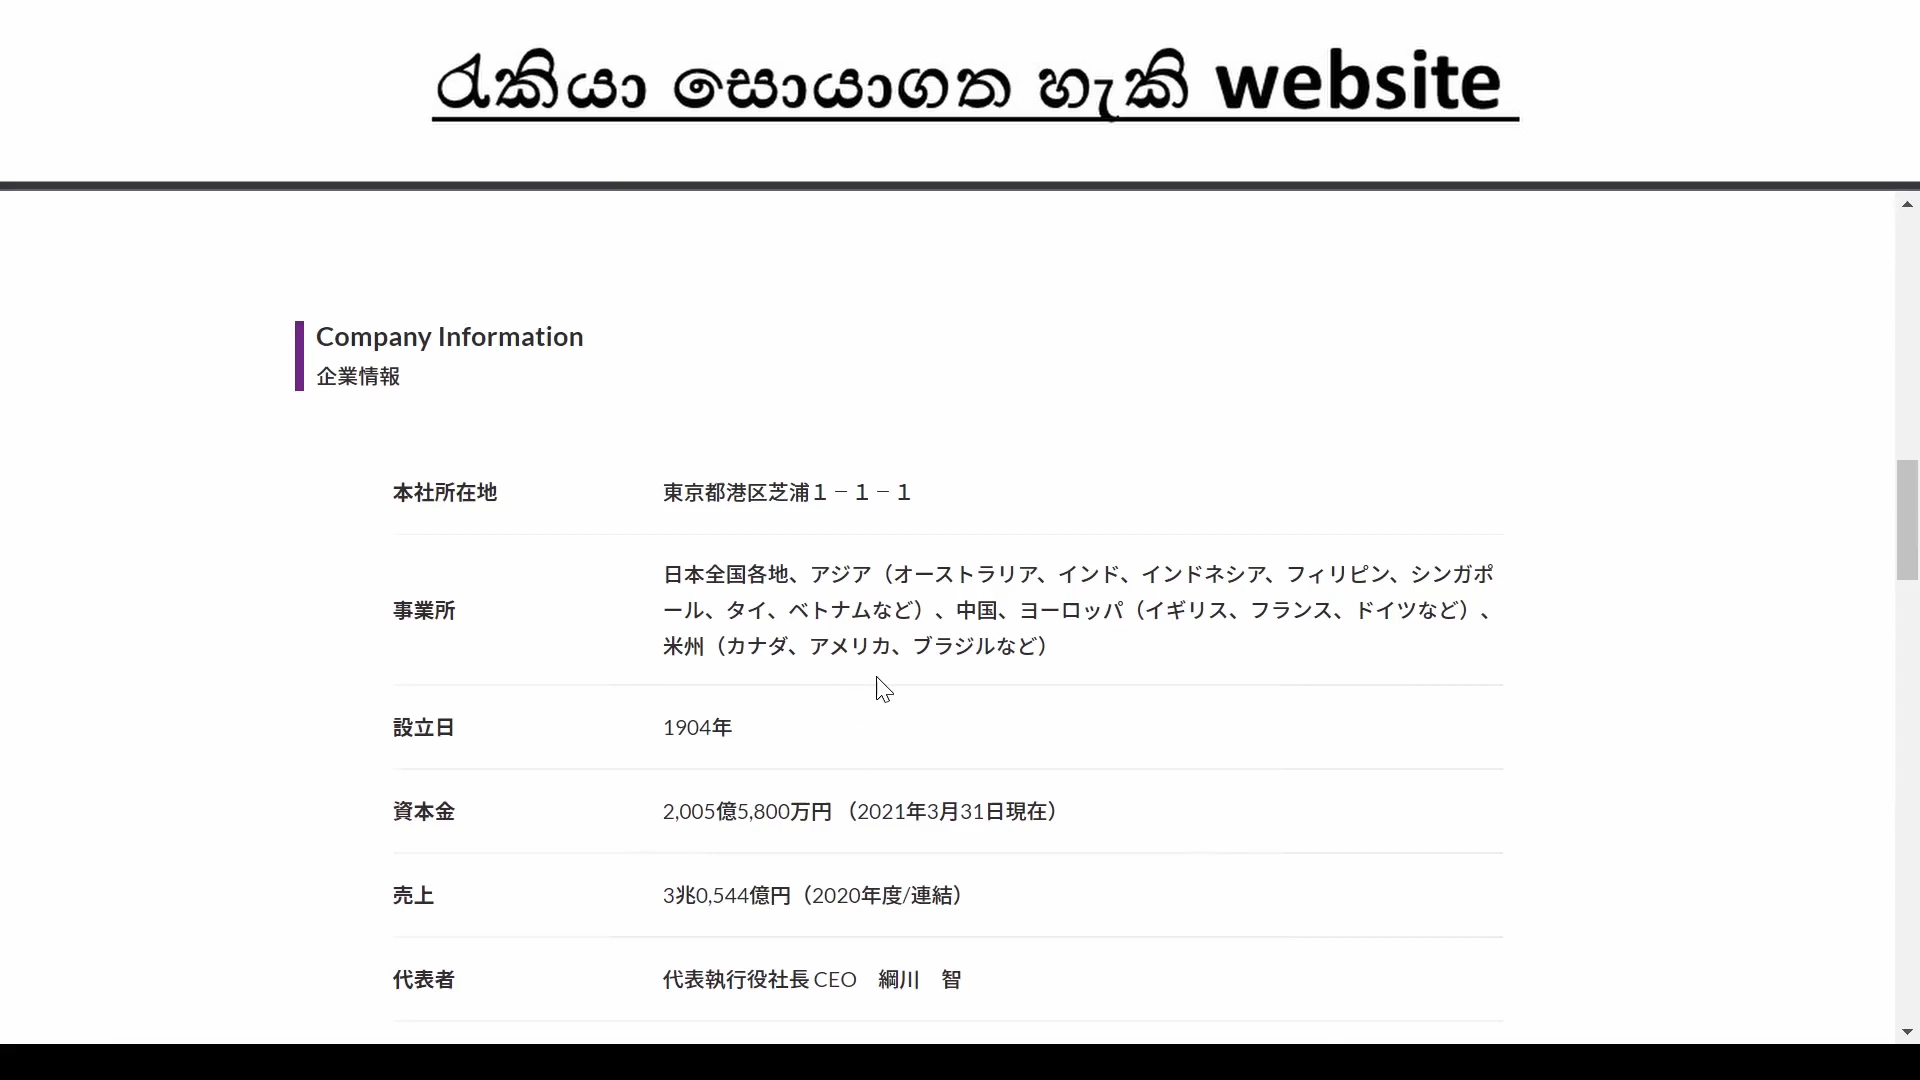 රැකියා සොයාගත හැකි website
Company Information
企業情報
本社所在地
東京都港区芝浦１－１－１
事業所
日本全国各地、アジア（オーストラリア、インド、インドネシア、フィリピン、シンガポ
ール、タイ、ベトナムなど）、中国、ヨーロッパ（イギリス、フランス、ドイツなど）、
米州（カナダ、アメリカ、ブラジルなど）
設立日
1904年
資本金
2,005億5,800万円 （2021年3月31日現在）
売上
3兆0,544億円（2020年度/連結）
代表者
代表執行役社長 CEO　綱川　智